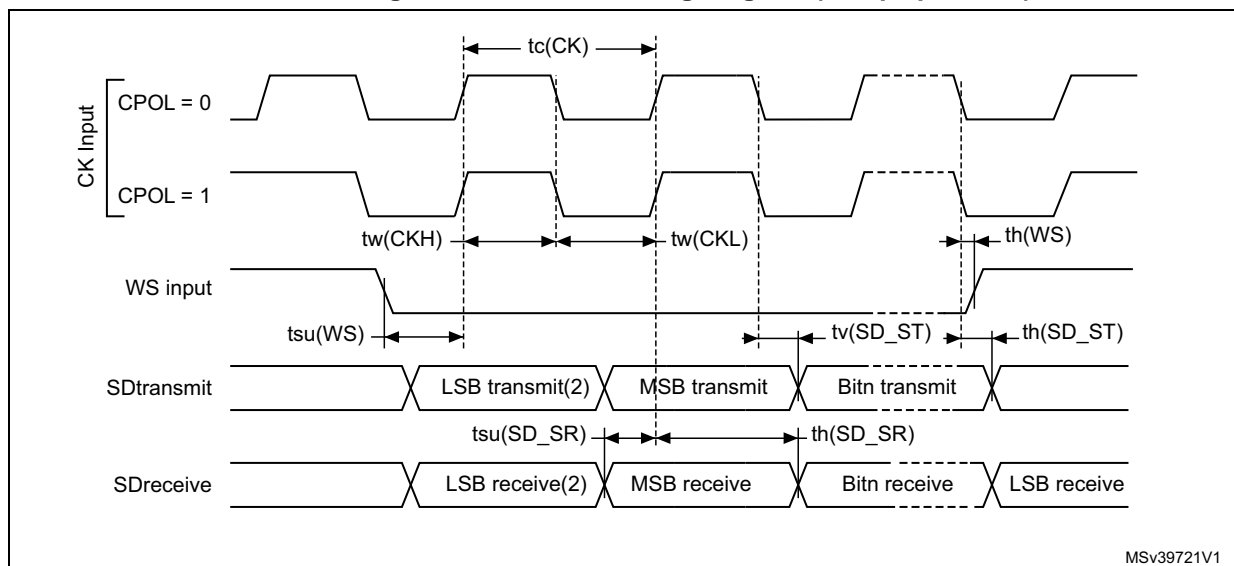 tc(CK)
CK Input
CPOL = 0
CPOL = 1
tw(CKH)
tw(CKL)
th(WS)
WS input
tsu(WS)
tv(SD_ST)
th(SD_ST)
SDtransmit
LSB transmit(2)
MSB transmit
Bitn transmit
tsu(SD_SR)
th(SD_SR)
SDreceive
LSB receive(2)
MSB receive
Bitn receive
LSB receive
MSv39721V1